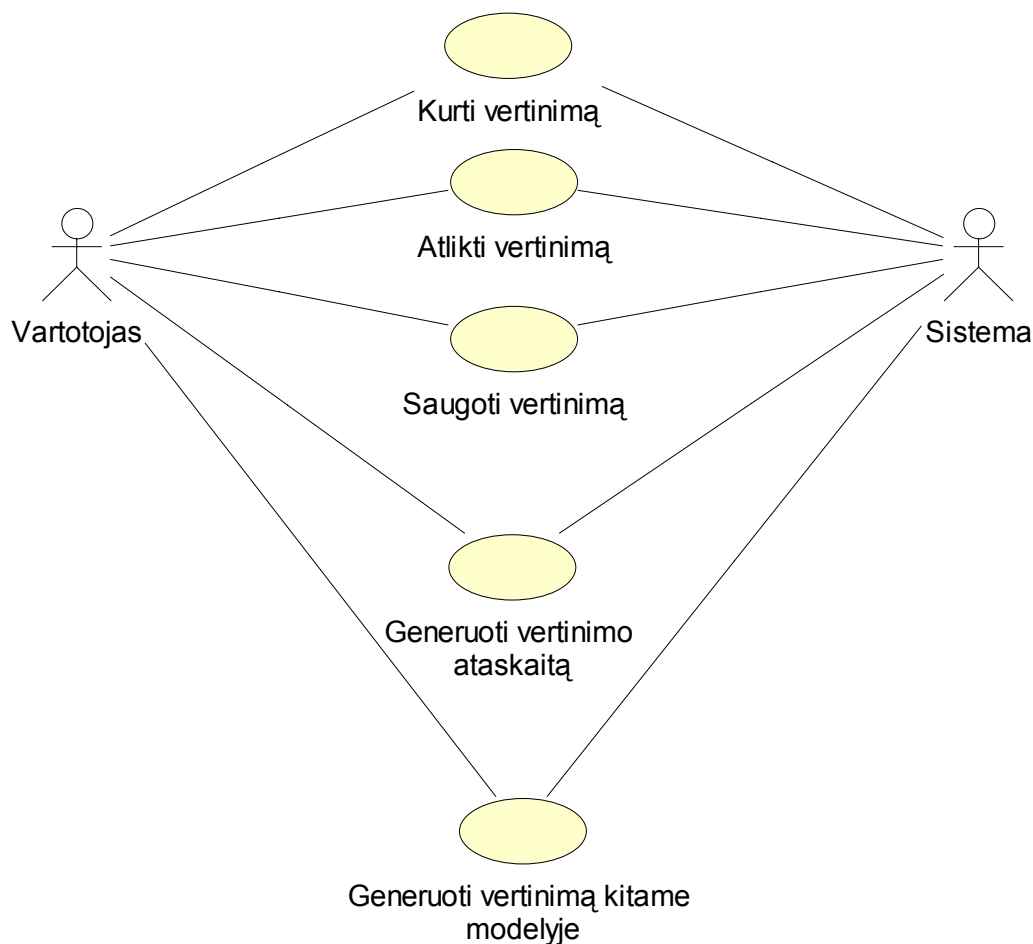 Kurti vertinimą
Atlikti vertinimą
Vartotojas
Sistema
Saugoti vertinimą
Generuoti vertinimo
ataskaitą
Generuoti vertinimą kitame
modelyje